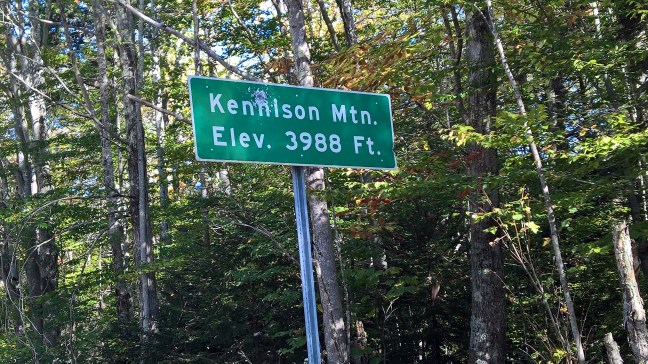 Kennison Mtn.
Elev. 3988 Ft.